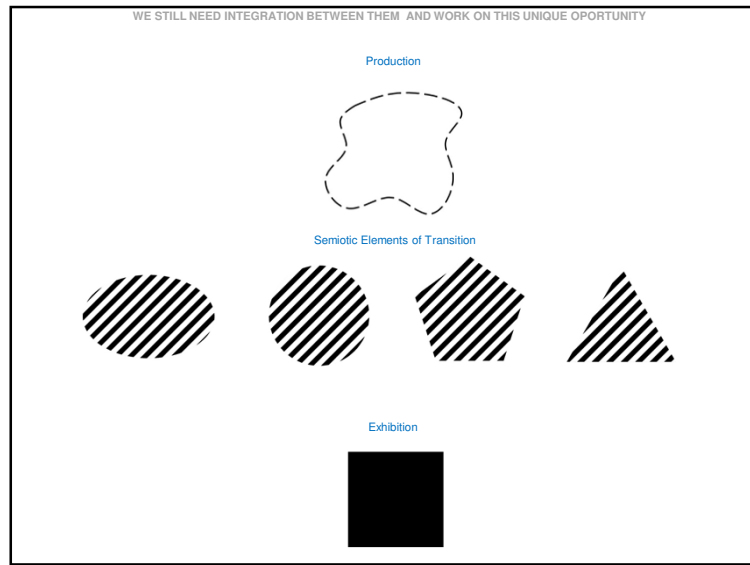 WE STILL NEED INTEGRATION BETWEEN THEM AND WORK ON THIS UNIQUE OPORTUNITY
Production
Semiotic Elements of Transition
Exhibition